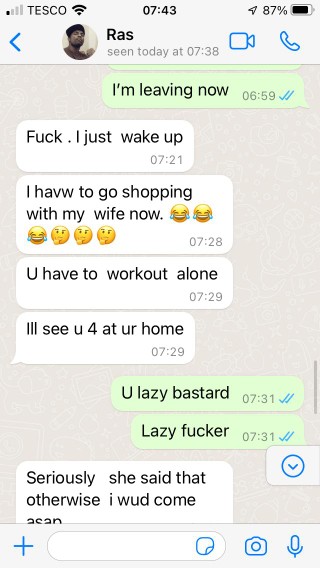 TESCO 07:43 87%
Ras
seen today at 07:38
I'm leaving now 06:59
Fuck . I just wake up
07:21
I havw to go shopping
with my wife now. 😂😂
😂🤔🤔🤔 07:28
U have to workout alone
07:29
Ill see u 4 at ur home
07:29
U lazy bastard 07:31
Lazy fucker 07:31
Seriously she said that
otherwise i wud come
asap